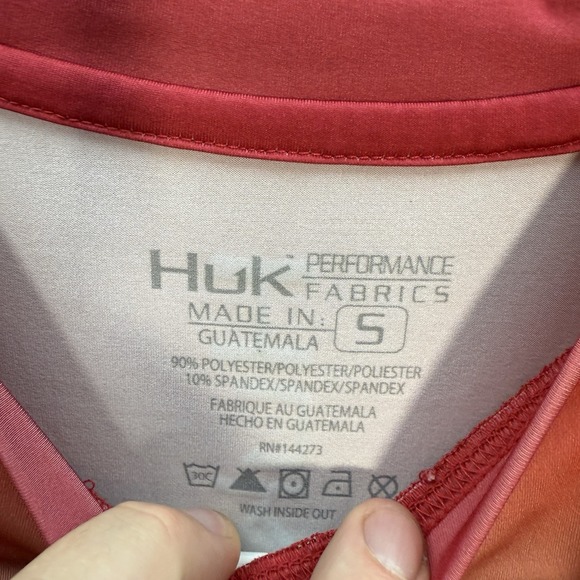 Huk™ PERFORMANCE
FABRICS
MADE IN: S
GUATEMALA
90% POLYESTER/POLYESTER/POLIESTER
10% SPANDEX/SPANDEX/SPANDEX
FABRIQUE AU GUATEMALA
HECHO EN GUATEMALA
RN#144273
30C
WASH INSIDE OUT